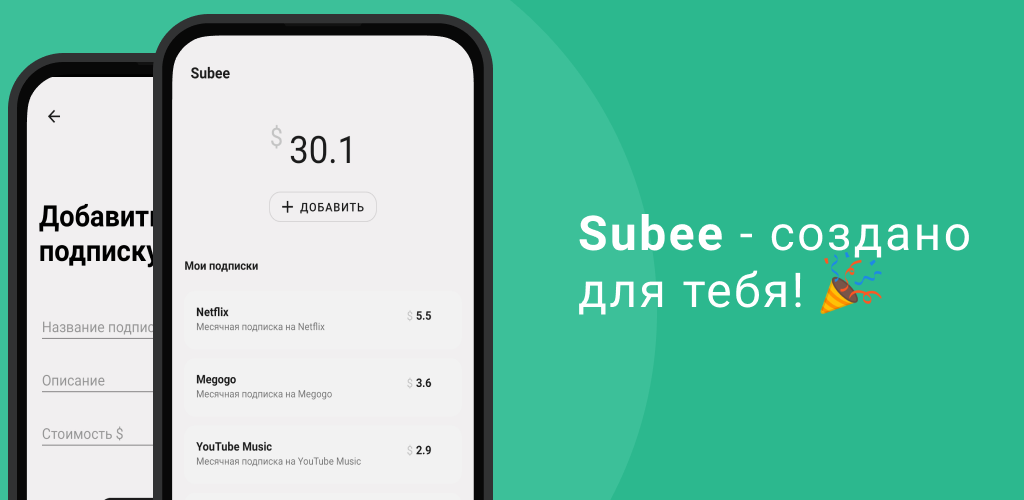 Добавить
подписку
Название подпис
Описание
Стоимость $
Subee
$ 30.1
+ ДОБАВИТЬ
Мои подписки
Netflix
Месячная подписка на Netflix
$ 5.5
Megogo
Месячная подписка на Megogo
$ 3.6
YouTube Music
Месячная подписка на YouTube Music
$ 2.9
Subee - создано
для тебя! 🎉